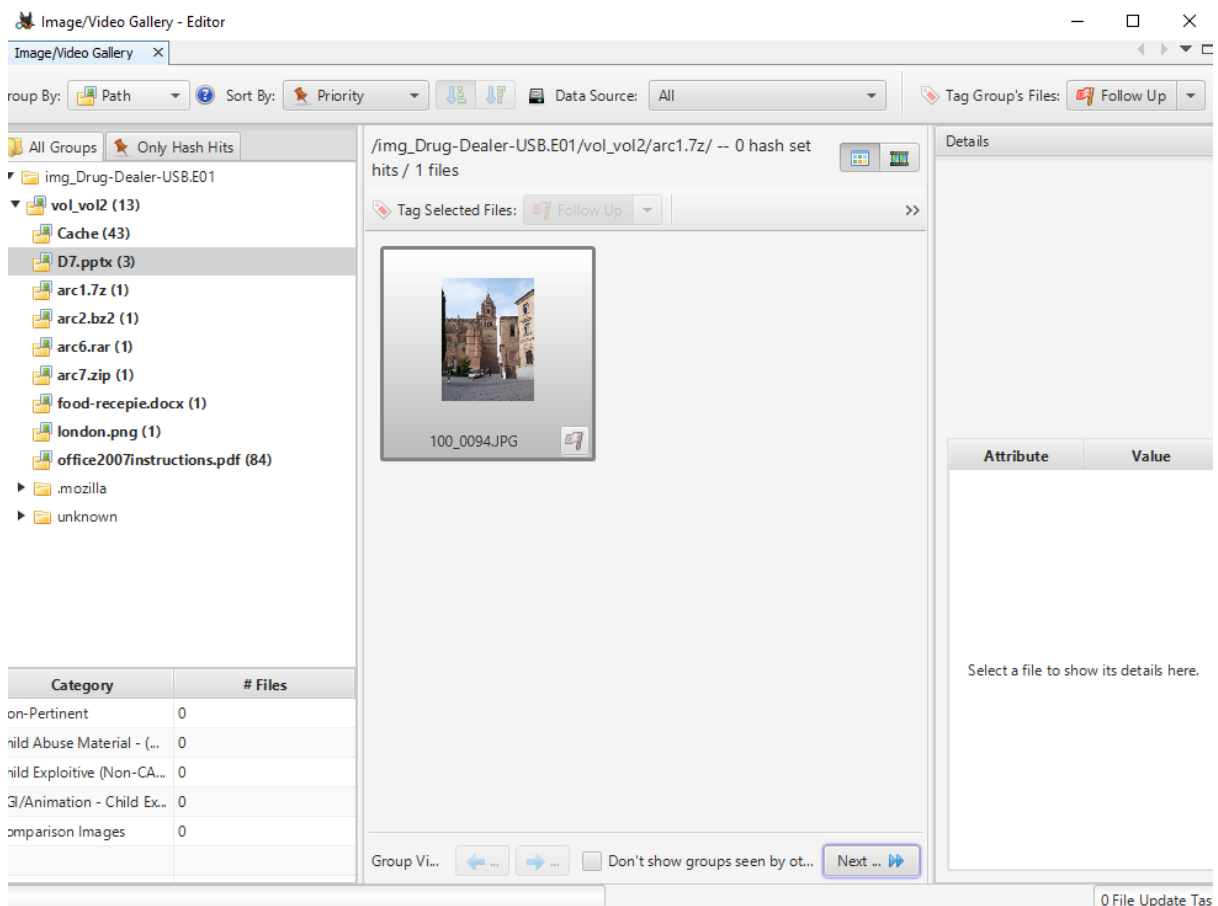 Image/Video Gallery - Editor
Image/Video Gallery
roup By: Path Sort By: Priority Data Source: All Tag Group's Files: Follow Up
All Groups Only Hash Hits
img_Drug-Dealer-USB.E01
vol_vol2 (13)
Cache (43)
D7.pptx (3)
arc1.7z (1)
arc2.bz2 (1)
arc6.rar (1)
arc7.zip (1)
food-recepie.docx (1)
london.png (1)
office2007instructions.pdf (84)
.mozilla
unknown
Category # Files
on-Pertinent 0
hild Abuse Material - (... 0
hild Exploitive (Non-CA... 0
GI/Animation - Child Ex... 0
omparison Images 0
/img_Drug-Dealer-USB.E01/vol_vol2/arc1.7z/ -- 0 hash set
hits / 1 files
Tag Selected Files: Follow Up
100_0094.JPG
Group Vi... ... ... Don't show groups seen by ot... Next ...
Details
Attribute Value
Select a file to show its details here.
0 File Update Tas